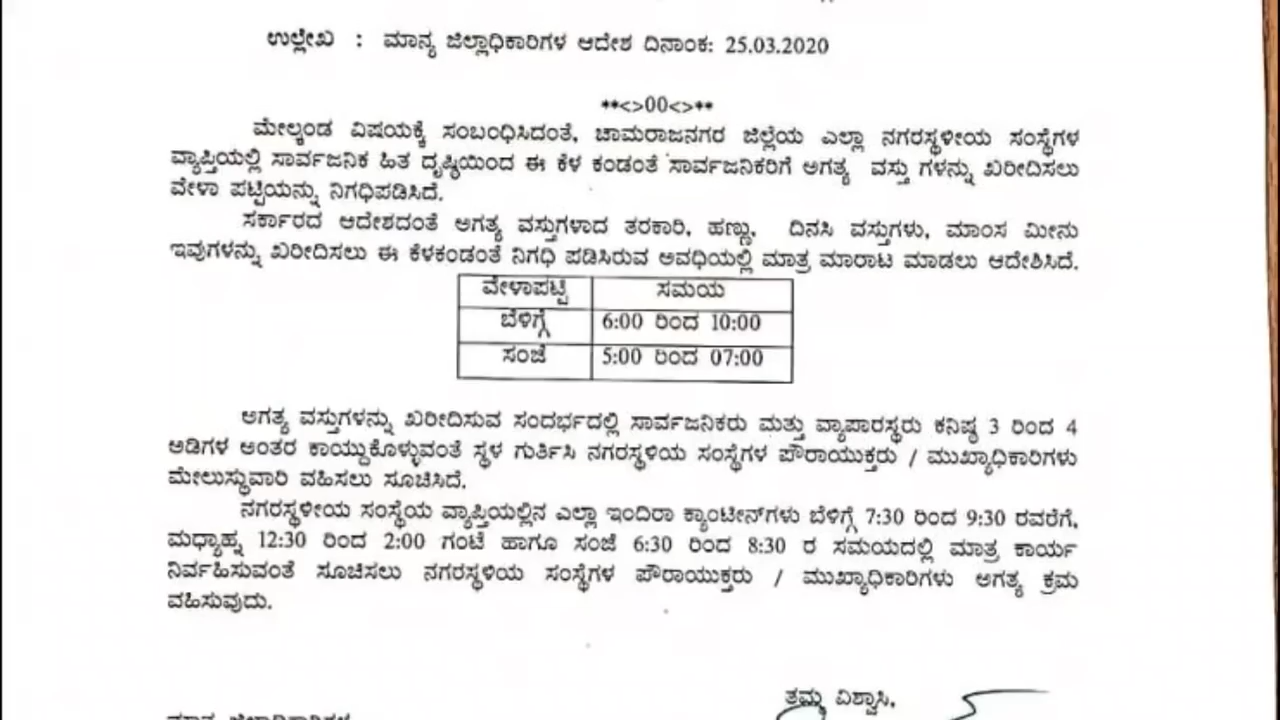 ಉಲ್ಲೇಖ : ಮಾನ್ಯ ಜಿಲ್ಲಾಧಿಕಾರಿಗಳ ಆದೇಶ ದಿನಾಂಕ: 25.03.2020
**<>00<>**
ಮೇಲ್ಕಂಡ ವಿಷಯಕ್ಕೆ ಸಂಬಂಧಿಸಿದಂತೆ, ಚಾಮರಾಜನಗರ ಜಿಲ್ಲೆಯ ಎಲ್ಲಾ ನಗರಸ್ಥಳೀಯ ಸಂಸ್ಥೆಗಳ
ವ್ಯಾಪ್ತಿಯಲ್ಲಿ ಸಾರ್ವಜನಿಕ ಹಿತ ದೃಷ್ಠಿಯಿಂದ ಈ ಕೆಳ ಕಂಡಂತೆ ಸಾರ್ವಜನಿಕರಿಗೆ ಅಗತ್ಯ ವಸ್ತು ಗಳನ್ನು ಖರೀದಿಸಲು
ವೇಳಾ ಪಟ್ಟಿಯನ್ನು ನಿಗಧಿಪಡಿಸಿದೆ.
ಸರ್ಕಾರದ ಆದೇಶದಂತೆ ಅಗತ್ಯ ವಸ್ತುಗಳಾದ ತರಕಾರಿ, ಹಣ್ಣು, ದಿನಸಿ ವಸ್ತುಗಳು, ಮಾಂಸ ಮೀನು
ಇವುಗಳನ್ನು ಖರೀದಿಸಲು ಈ ಕೆಳಕಂಡಂತೆ ನಿಗಧಿ ಪಡಿಸಿರುವ ಅವಧಿಯಲ್ಲಿ ಮಾತ್ರ ಮಾರಾಟ ಮಾಡಲು ಆದೇಶಿಸಿದೆ.
ವೇಳಾಪಟ್ಟಿ ಸಮಯ
ಬೆಳಿಗ್ಗೆ 6:00 ರಿಂದ 10:00
ಸಂಜೆ 5:00 ರಿಂದ 07:00
ಅಗತ್ಯ ವಸ್ತುಗಳನ್ನು ಖರೀದಿಸುವ ಸಂದರ್ಭದಲ್ಲಿ ಸಾರ್ವಜನಿಕರು ಮತ್ತು ವ್ಯಾಪಾರಸ್ಥರು ಕನಿಷ್ಠ 3 ರಿಂದ 4
ಅಡಿಗಳ ಅಂತರ ಕಾಯ್ದುಕೊಳ್ಳುವಂತೆ ಸ್ಥಳ ಗುರ್ತಿಸಿ ನಗರಸ್ಥಳಿಯ ಸಂಸ್ಥೆಗಳ ಪೌರಾಯುಕ್ತರು / ಮುಖ್ಯಾಧಿಕಾರಿಗಳು
ಮೇಲುಸ್ತುವಾರಿ ವಹಿಸಲು ಸೂಚಿಸಿದೆ.
ನಗರಸ್ಥಳೀಯ ಸಂಸ್ಥೆಯ ವ್ಯಾಪ್ತಿಯಲ್ಲಿನ ಎಲ್ಲಾ ಇಂದಿರಾ ಕ್ಯಾಂಟೀನ್‌ಗಳು ಬೆಳಿಗ್ಗೆ 7:30 ರಿಂದ 9:30 ರವರೆಗೆ,
ಮಧ್ಯಾಹ್ನ 12:30 ರಿಂದ 2:00 ಗಂಟೆ ಹಾಗೂ ಸಂಜೆ 6:30 ರಿಂದ 8:30 ರ ಸಮಯದಲ್ಲಿ ಮಾತ್ರ ಕಾರ್ಯ
ನಿರ್ವಹಿಸುವಂತೆ ಸೂಚಿಸಲು ನಗರಸ್ಥಳಿಯ ಸಂಸ್ಥೆಗಳ ಪೌರಾಯುಕ್ತರು / ಮುಖ್ಯಾಧಿಕಾರಿಗಳು ಅಗತ್ಯ ಕ್ರಮ
ವಹಿಸುವುದು.
ತಮ್ಮ ವಿಶ್ವಾಸಿ,